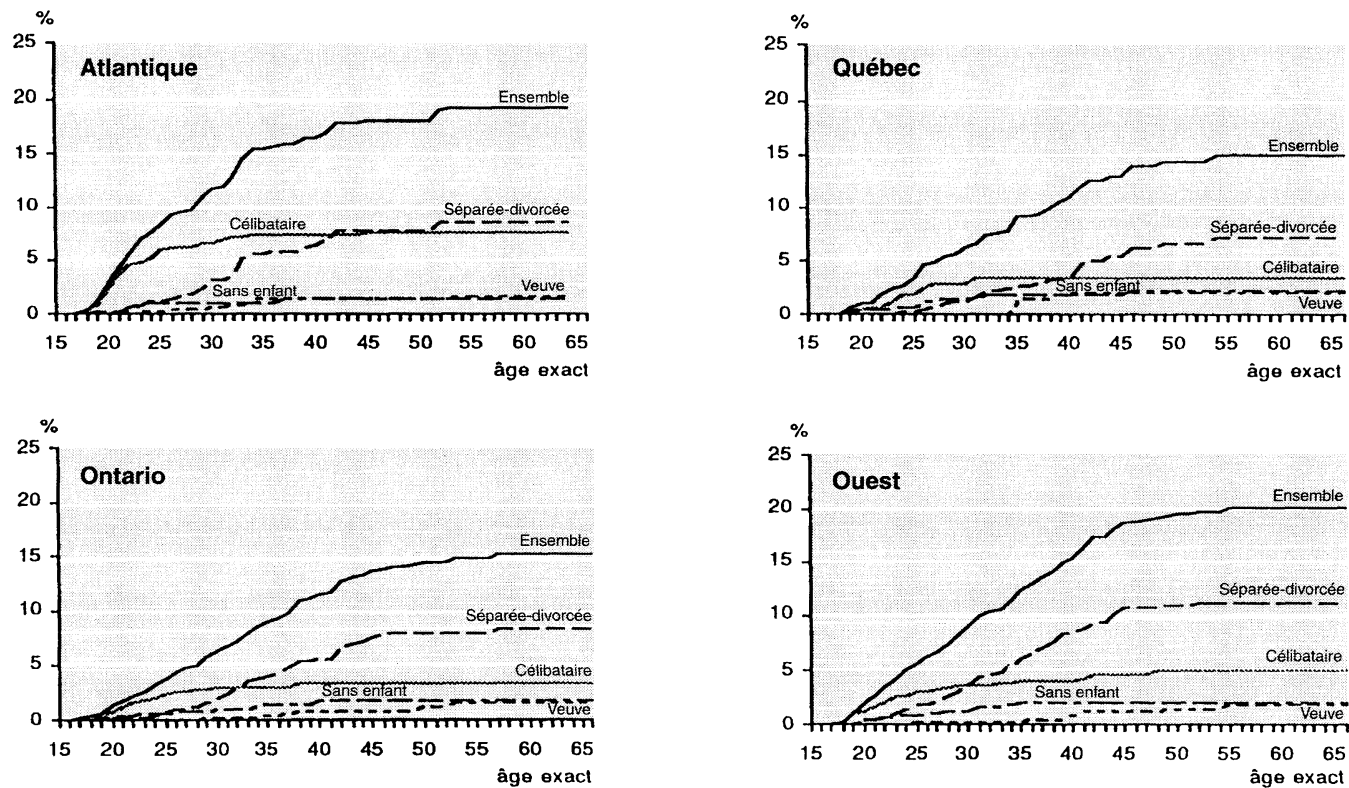 %
25
Atlantique
20
Ensemble
15
10
Séparée-divorcée
Célibataire
5
Sans enfant
Veuve
0
15 20 25 30 35 40 45 50 55 60 65
âge exact
%
25
Québec
20
15
Ensemble
10
Séparée-divorcée
5
Célibataire
Sans enfant
0
Veuve
15 20 25 30 35 40 45 50 55 60 65
âge exact
%
25
Ontario
20
15
Ensemble
10
Séparée-divorcée
5
Célibataire
Sans enfant
0
Veuve
15 20 25 30 35 40 45 50 55 60 65
âge exact
%
25
Ouest
20
Ensemble
15
10
Séparée-divorcée
5
Célibataire
Sans enfant
0
Veuve
15 20 25 30 35 40 45 50 55 60 65
âge exact